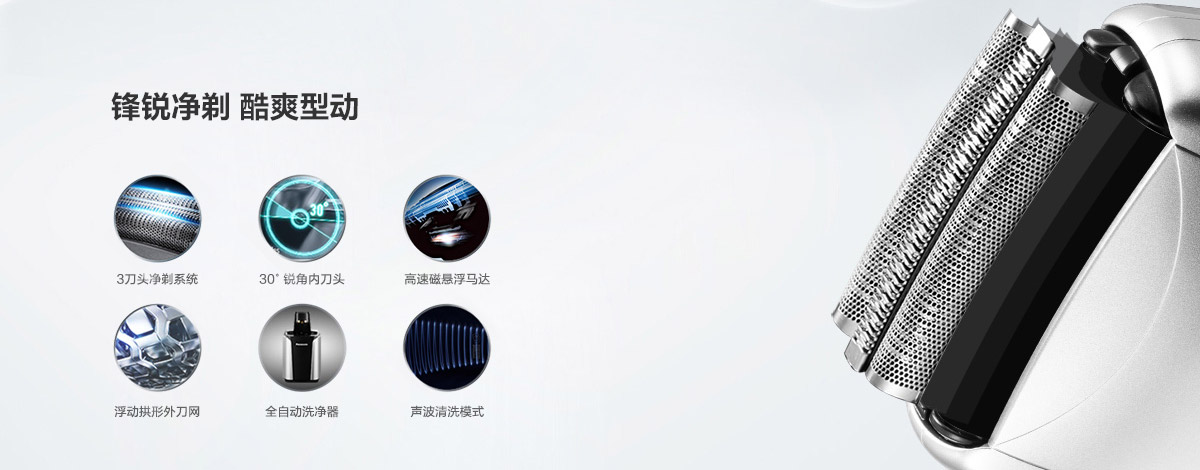 锋锐净剃 酷爽型动
30°
3刀头净剃系统
30°锐角内刀头
高速磁悬浮马达
Panasonic
浮动拱形外刀网
全自动洗净器
声波清洗模式